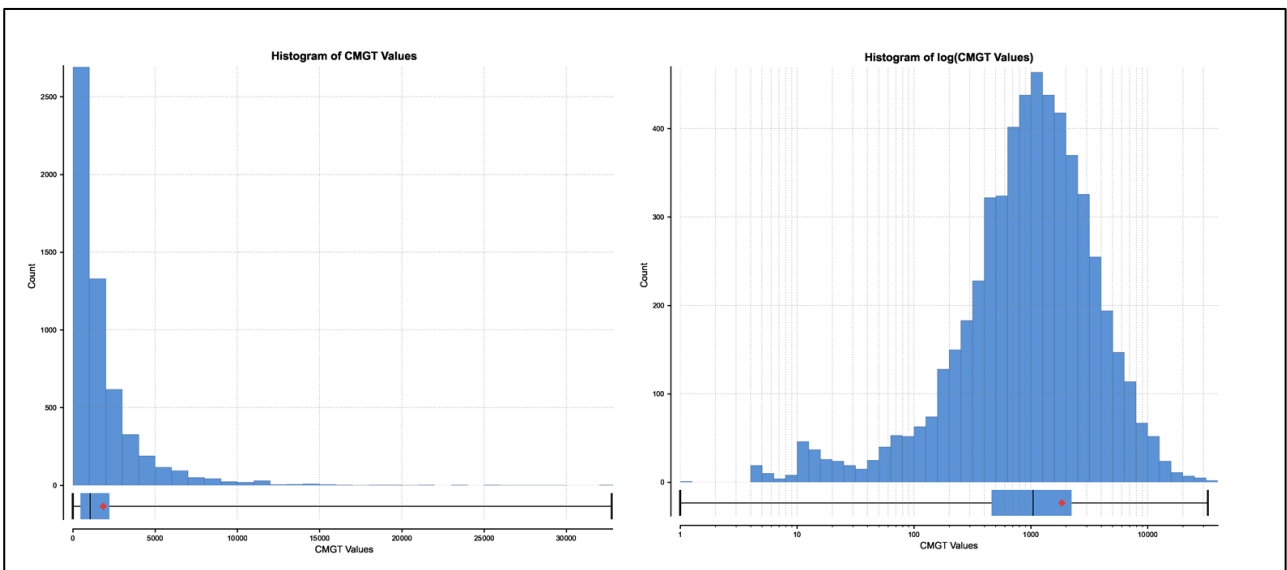 Histogram of CMGT Values
2500
2000
1500
1000
500
0
Count
0 5000 10000 15000 20000 25000 30000
CMGT Values
Histogram of log(CMGT Values)
400
300
200
100
0
Count
1 10 100 1000 10000
CMGT Values